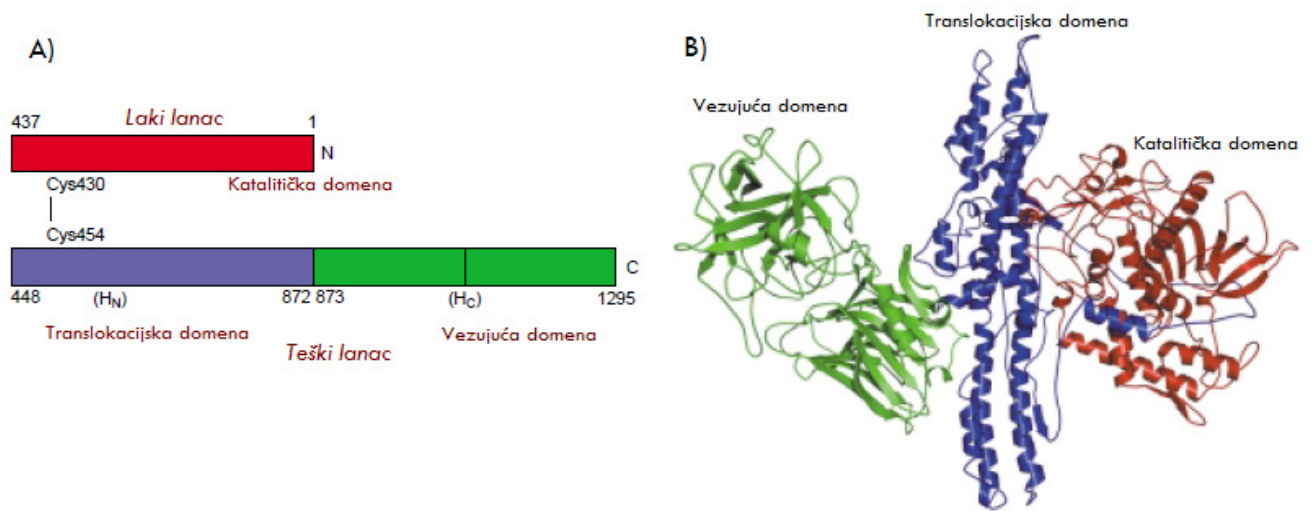 A)
Laki lanac
437 1
N
Cys430
Katalitička domena
Cys454
C
448 (HN) 872 873 (HC) 1295
Translokacijska domena Vezujuća domena
Teški lanac
B)
Translokacijska domena
Vezujuća domena
Katalitička domena